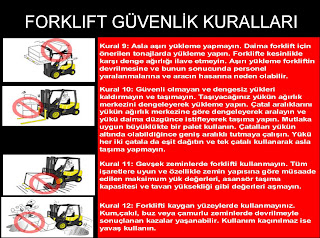 FORKLIFT GÜVENLİK KURALLARI
Kural 9: Asla aşırı yükleme yapmayın. Daima forklift için
önerilen tonajlarda yükleme yapın. Forklifte kesinlikle
karşı denge ağırlığı ilave etmeyin. Aşırı yükleme forkliftin
devrilmesine ve bunun sonucunda personel
yaralanmalarına ve aracın hasarına neden olabilir.
Kural 10: Güvenli olmayan ve dengesiz yükleri
kaldırmayın ve taşımayın. Taşıyacağınız yükün ağırlık
merkezini dengeleyerek yükleme yapın. Çatal aralıklarını
yükün ağırlık merkezine göre dengeleyerek aralayın ve
yükü daima düzgünce istifleyerek taşıma yapın. Mutlaka
uygun büyüklükte bir palet kullanın. Çatalları yükün
altında olabildiğince geniş aralıklı tutmaya çalışın. Yükü
her iki çatala da eşit dağıtın ve tek çatalı kullanarak asla
taşıma yapmayın.
Kural 11: Gevşek zeminlerde forklift kullanmayın. Tüm
işaretlere uyun ve özellikle zemin yapısına göre müsaade
edilen maksimum yük değerleri, asansör taşıma
kapasitesi ve tavan yüksekliği gibi değerleri aşmayın.
Kural 12: Forklifti kaygan yüzeylerde kullanmayınız.
Kum,çakıl, buz veya çamurlu zeminlerde devrilmeyle
sonuçlanan kazalar yaşanabilir. Kullanım kaçınılmaz ise
yavaş kullanın.